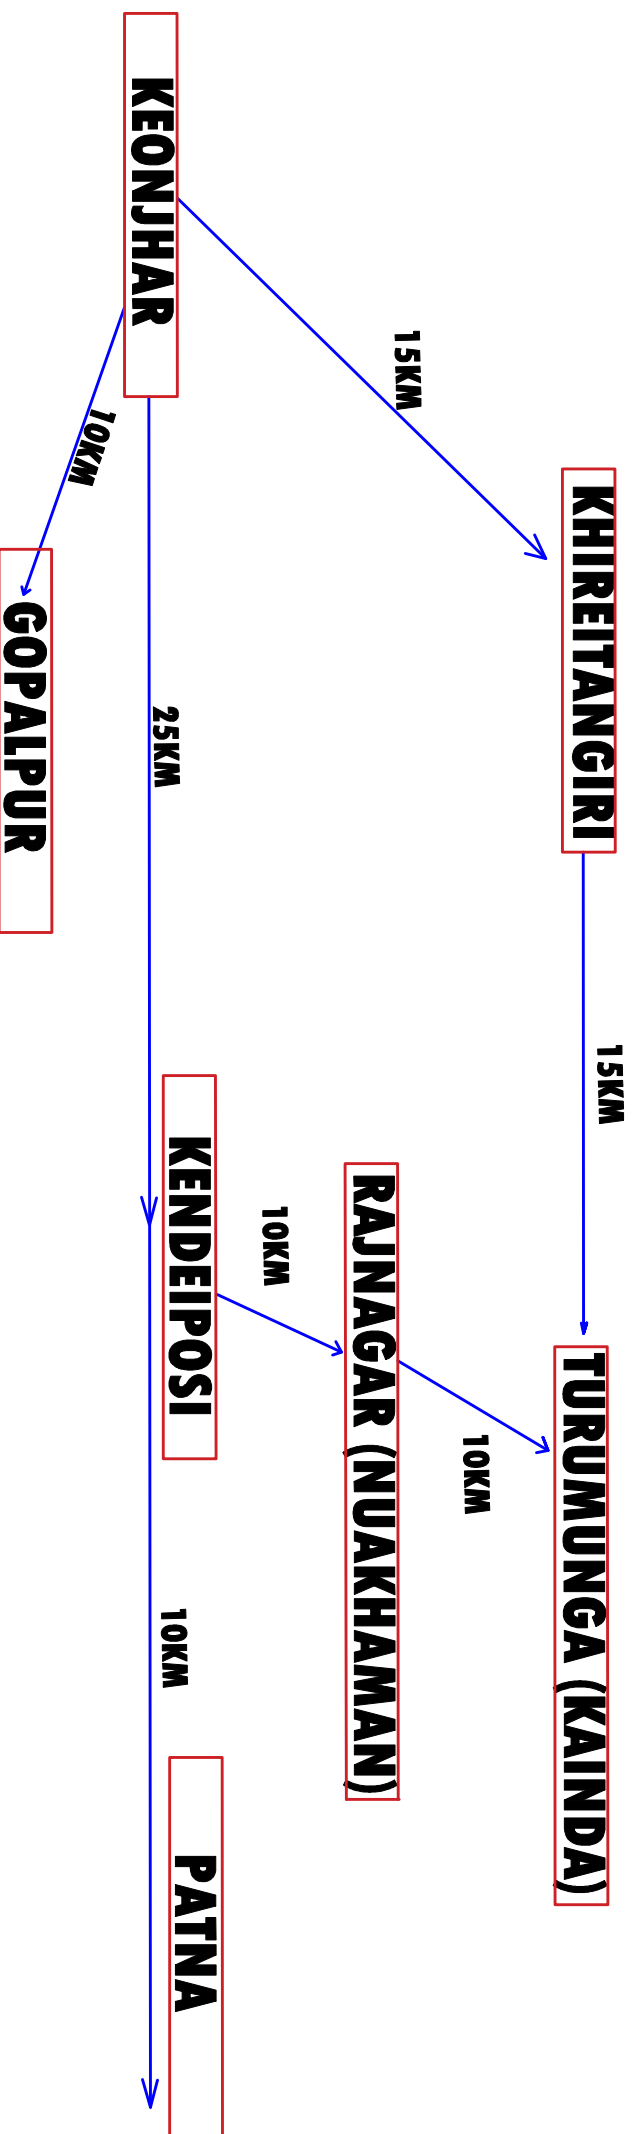 KHIREITANGIRI
15KM
TURUMUNGA (KAINDA)
15KM
10KM
RAJNAGAR (NUAKHAMAN)
10KM
KEONJHAR
25KM
KENDEIPOSI
10KM
PATNA
10KM
GOPALPUR